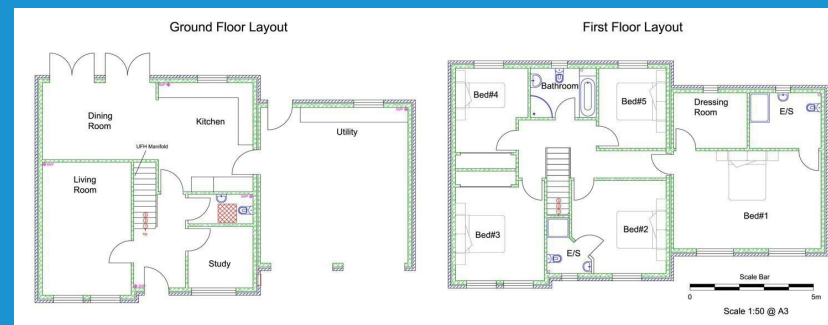 Ground Floor Layout
First Floor Layout
Dining
Room
Kitchen
Utility
UFH Manifold
Living
Room
Study
Bed#4
Bathroom
Bed#5
Dressing
Room
E/S
Bed#1
Bed#3
Bed#2
E/S
Scale Bar
0
5m
Scale 1:50 @ A3